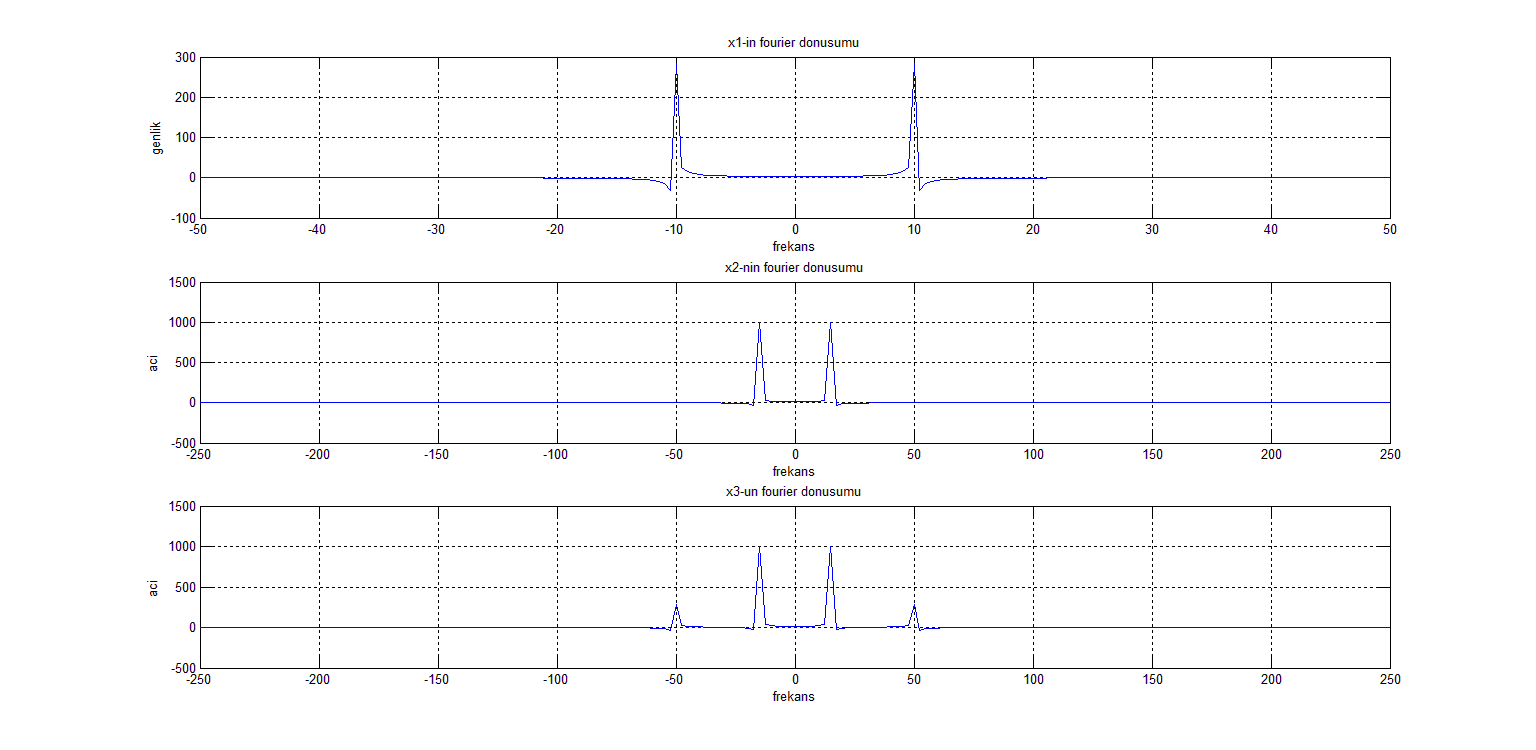 x1-in fourier donusumu
300
200
100
0
-100
genlik
-50 -40 -30 -20 -10 0 10 20 30 40 50
frekans
x2-nin fourier donusumu
1500
1000
500
0
-500
aci
-250 -200 -150 -100 -50 0 50 100 150 200 250
frekans
x3-un fourier donusumu
1500
1000
500
0
-500
aci
-250 -200 -150 -100 -50 0 50 100 150 200 250
frekans